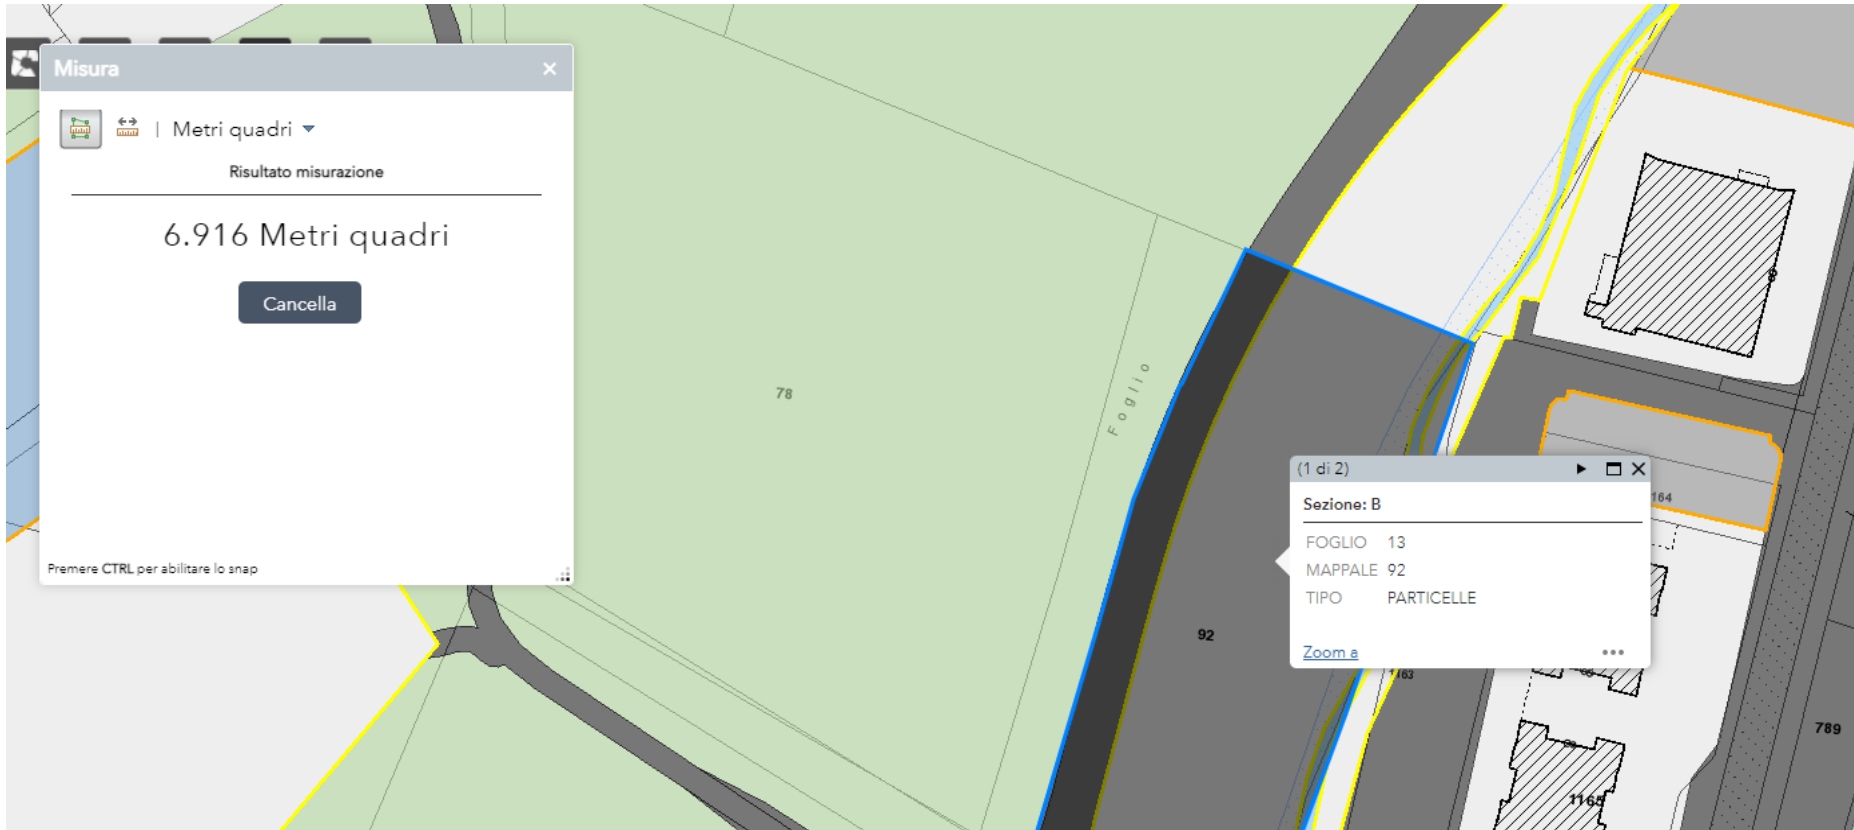 Misura
| Metri quadri
Risultato misurazione
6.916 Metri quadri
Cancella
Premere CTRL per abilitare lo snap
78
Foglio
92
(1 di 2)
Sezione: B
FOGLIO 13
MAPPALE 92
TIPO PARTICELLE
Zoom a
164
1163
789
1165